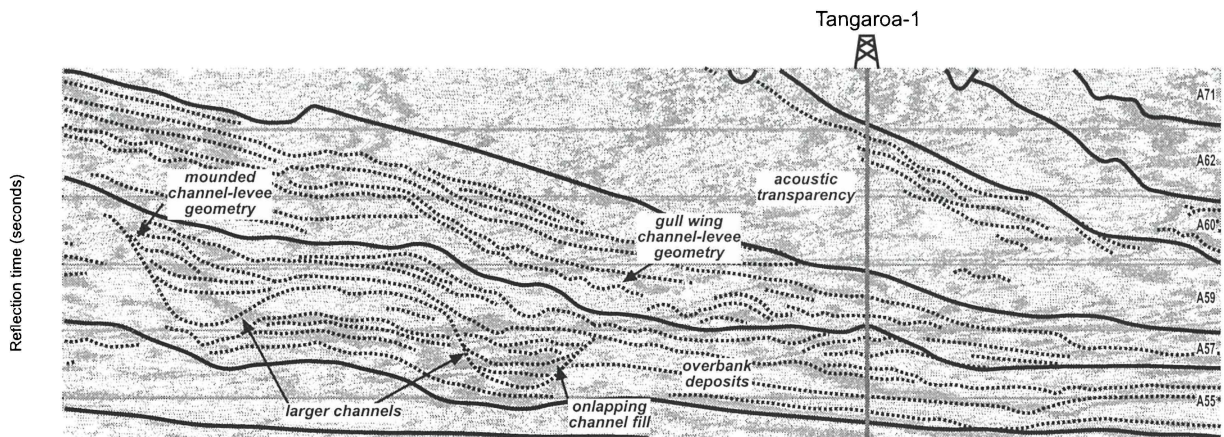 Tangaroa-1
Reflection time (seconds)
mounded
channel-levee
geometry
acoustic
transparency
gull wing
channel-levee
geometry
larger channels
onlapping
channel fill
overbank
deposits
A71
A62
A60
A59
A57
A55